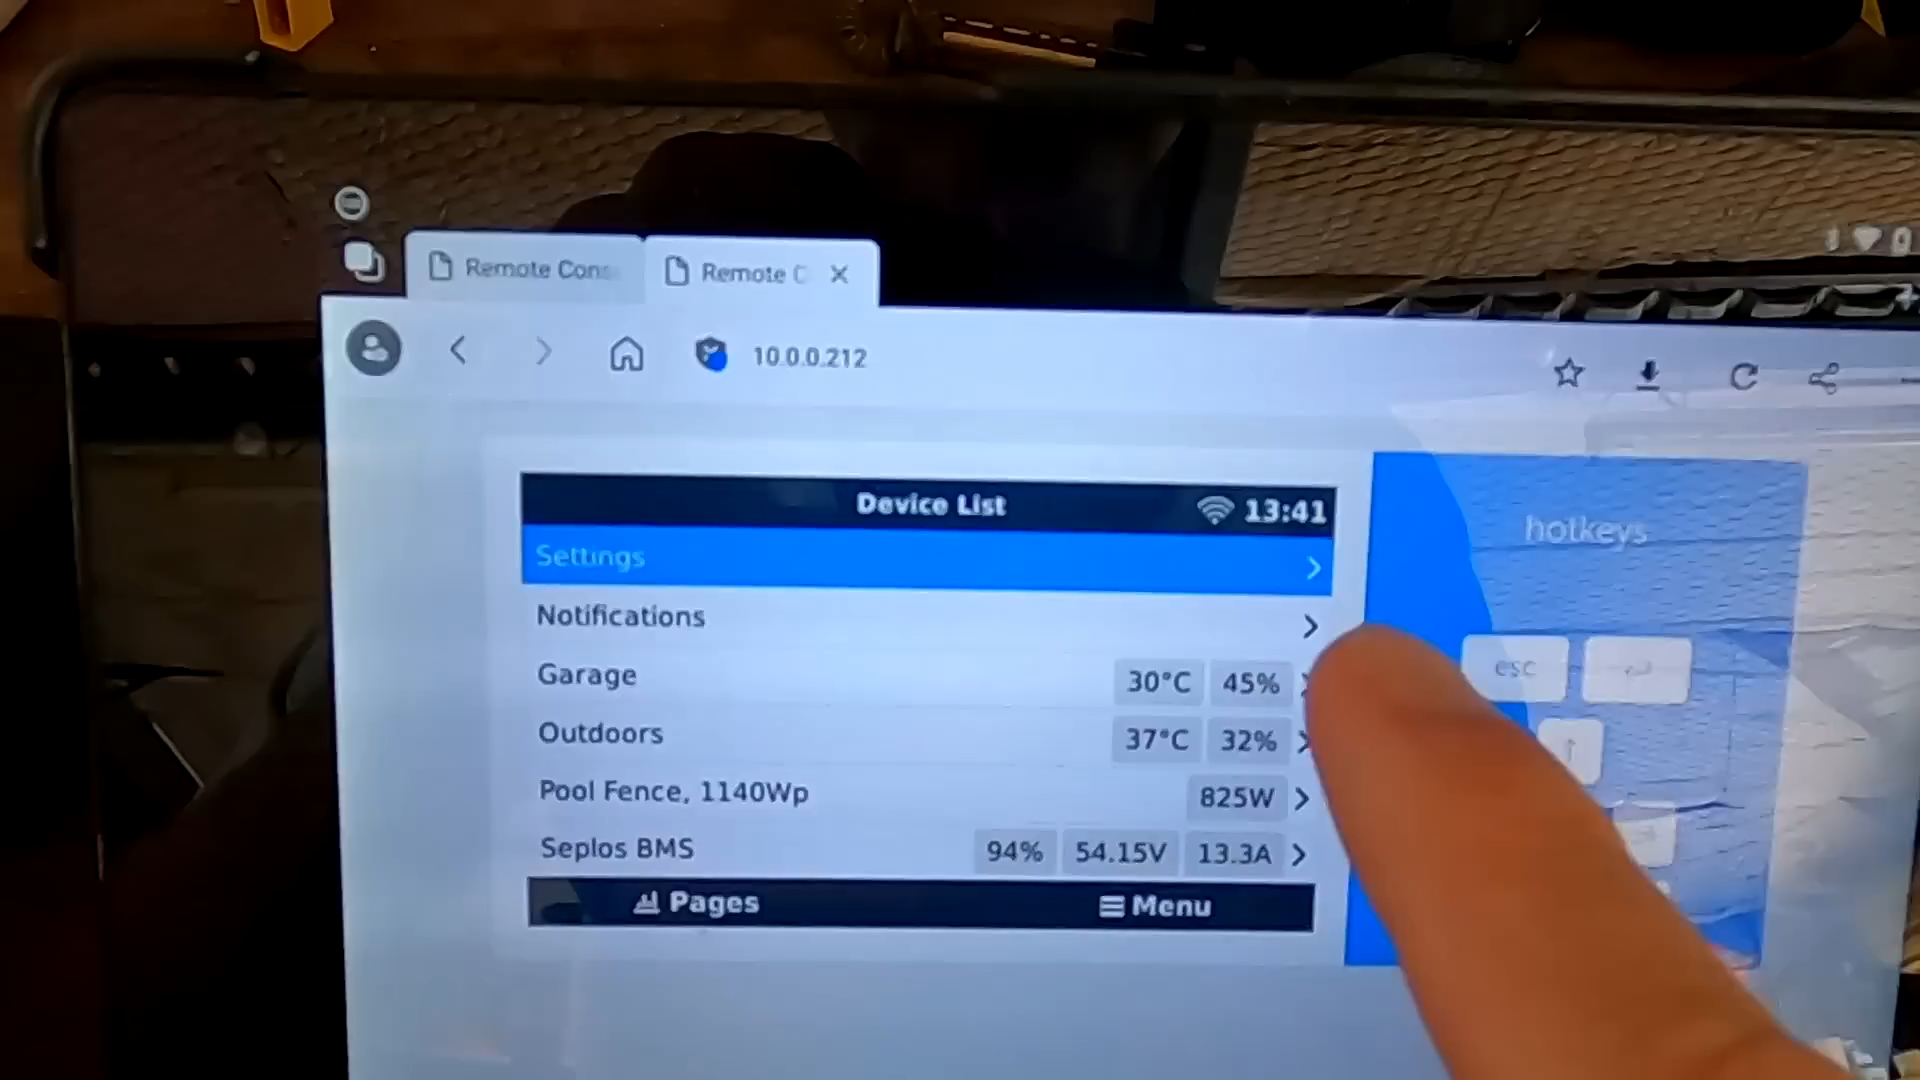 Remote Cons
Remote C
10.0.0.212
Device List 13:41
Settings
Notifications
Garage 30°C 45%
Outdoors 37°C 32%
Pool Fence, 1140Wp 825W
Seplos BMS 94% 54.15V 13.3A
Pages Menu
hotkeys
esc